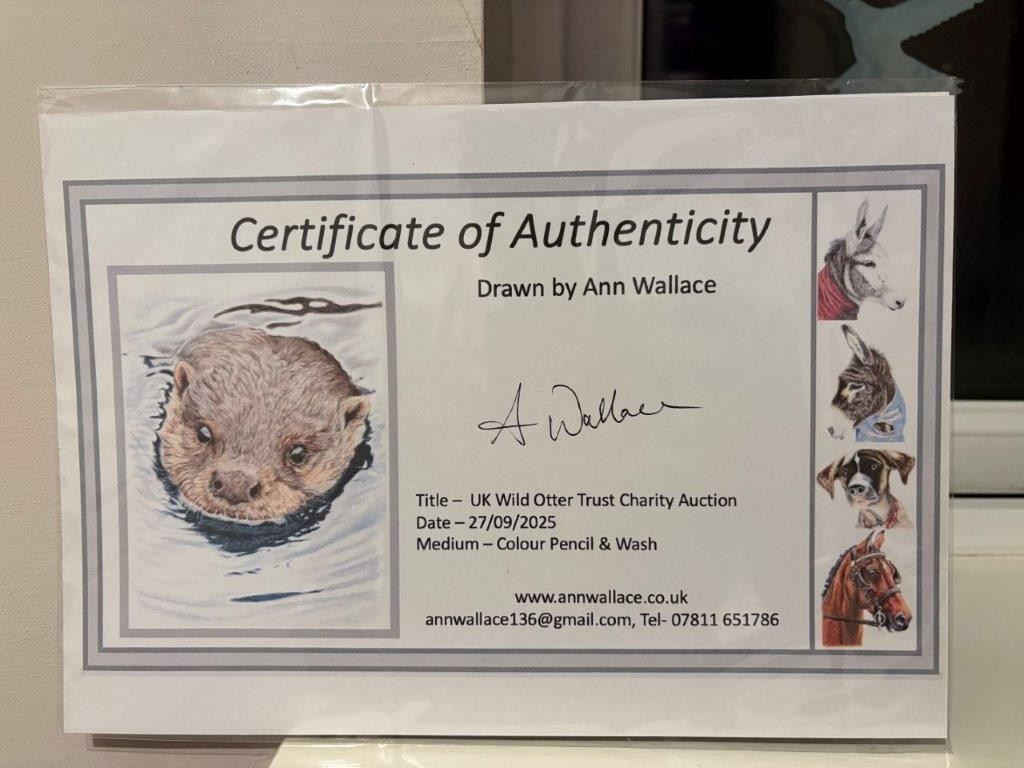 Certificate of Authenticity
Drawn by Ann Wallace
A Wallace
Title – UK Wild Otter Trust Charity Auction
Date – 27/09/2025
Medium – Colour Pencil & Wash
www.annwallace.co.uk
annwallace136@gmail.com, Tel- 07811 651786